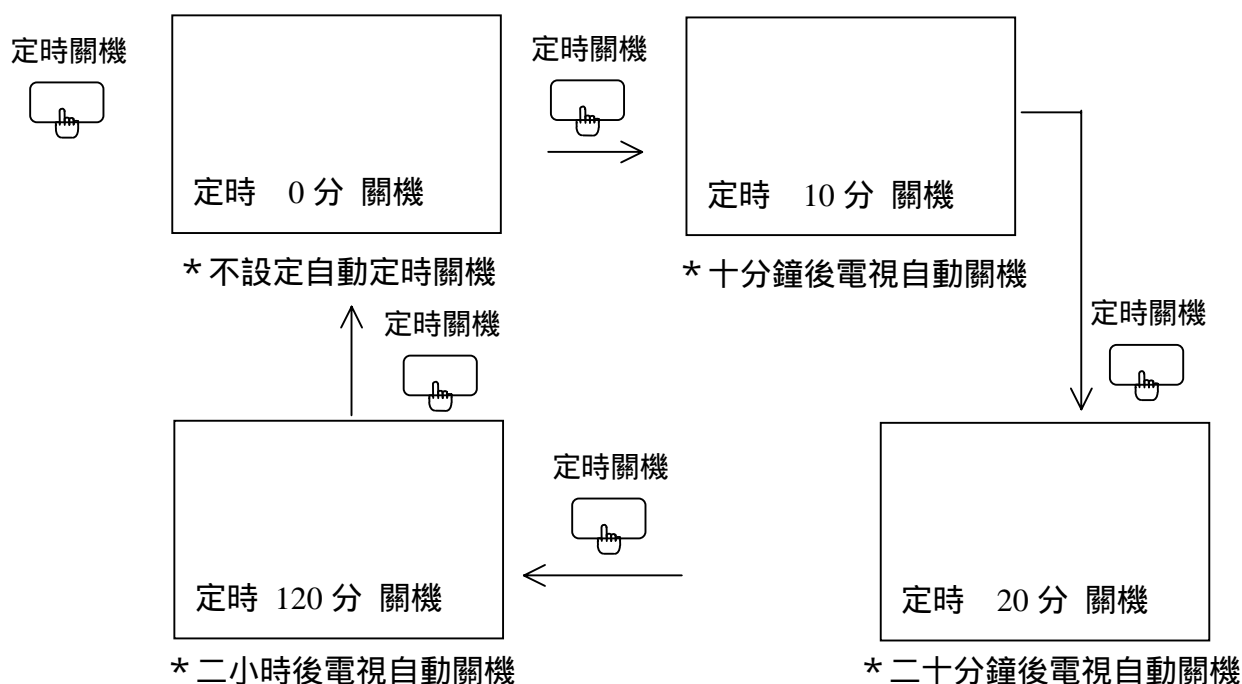 定時關機
定時 0 分 關機
*不設定自動定時關機
定時關機
定時 10 分 關機
*十分鐘後電視自動關機
定時關機
定時 20 分 關機
*二十分鐘後電視自動關機
定時關機
定時 120 分 關機
*二小時後電視自動關機
定時關機